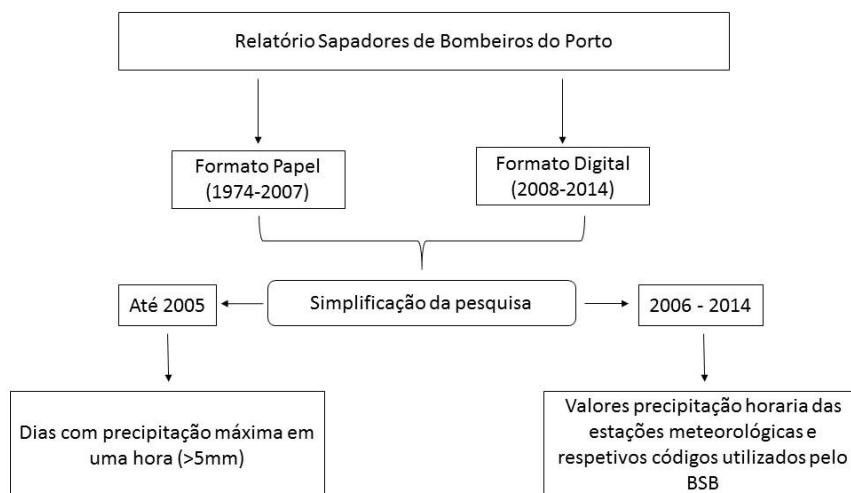 Relatório Sapadores de Bombeiros do Porto
Formato Papel
(1974-2007)
Formato Digital
(2008-2014)
Até 2005
Simplificação da pesquisa
2006 - 2014
Dias com precipitação máxima em
uma hora (>5mm)
Valores precipitação horaria das
estações meteorológicas e
respetivos códigos utilizados pelo
BSB